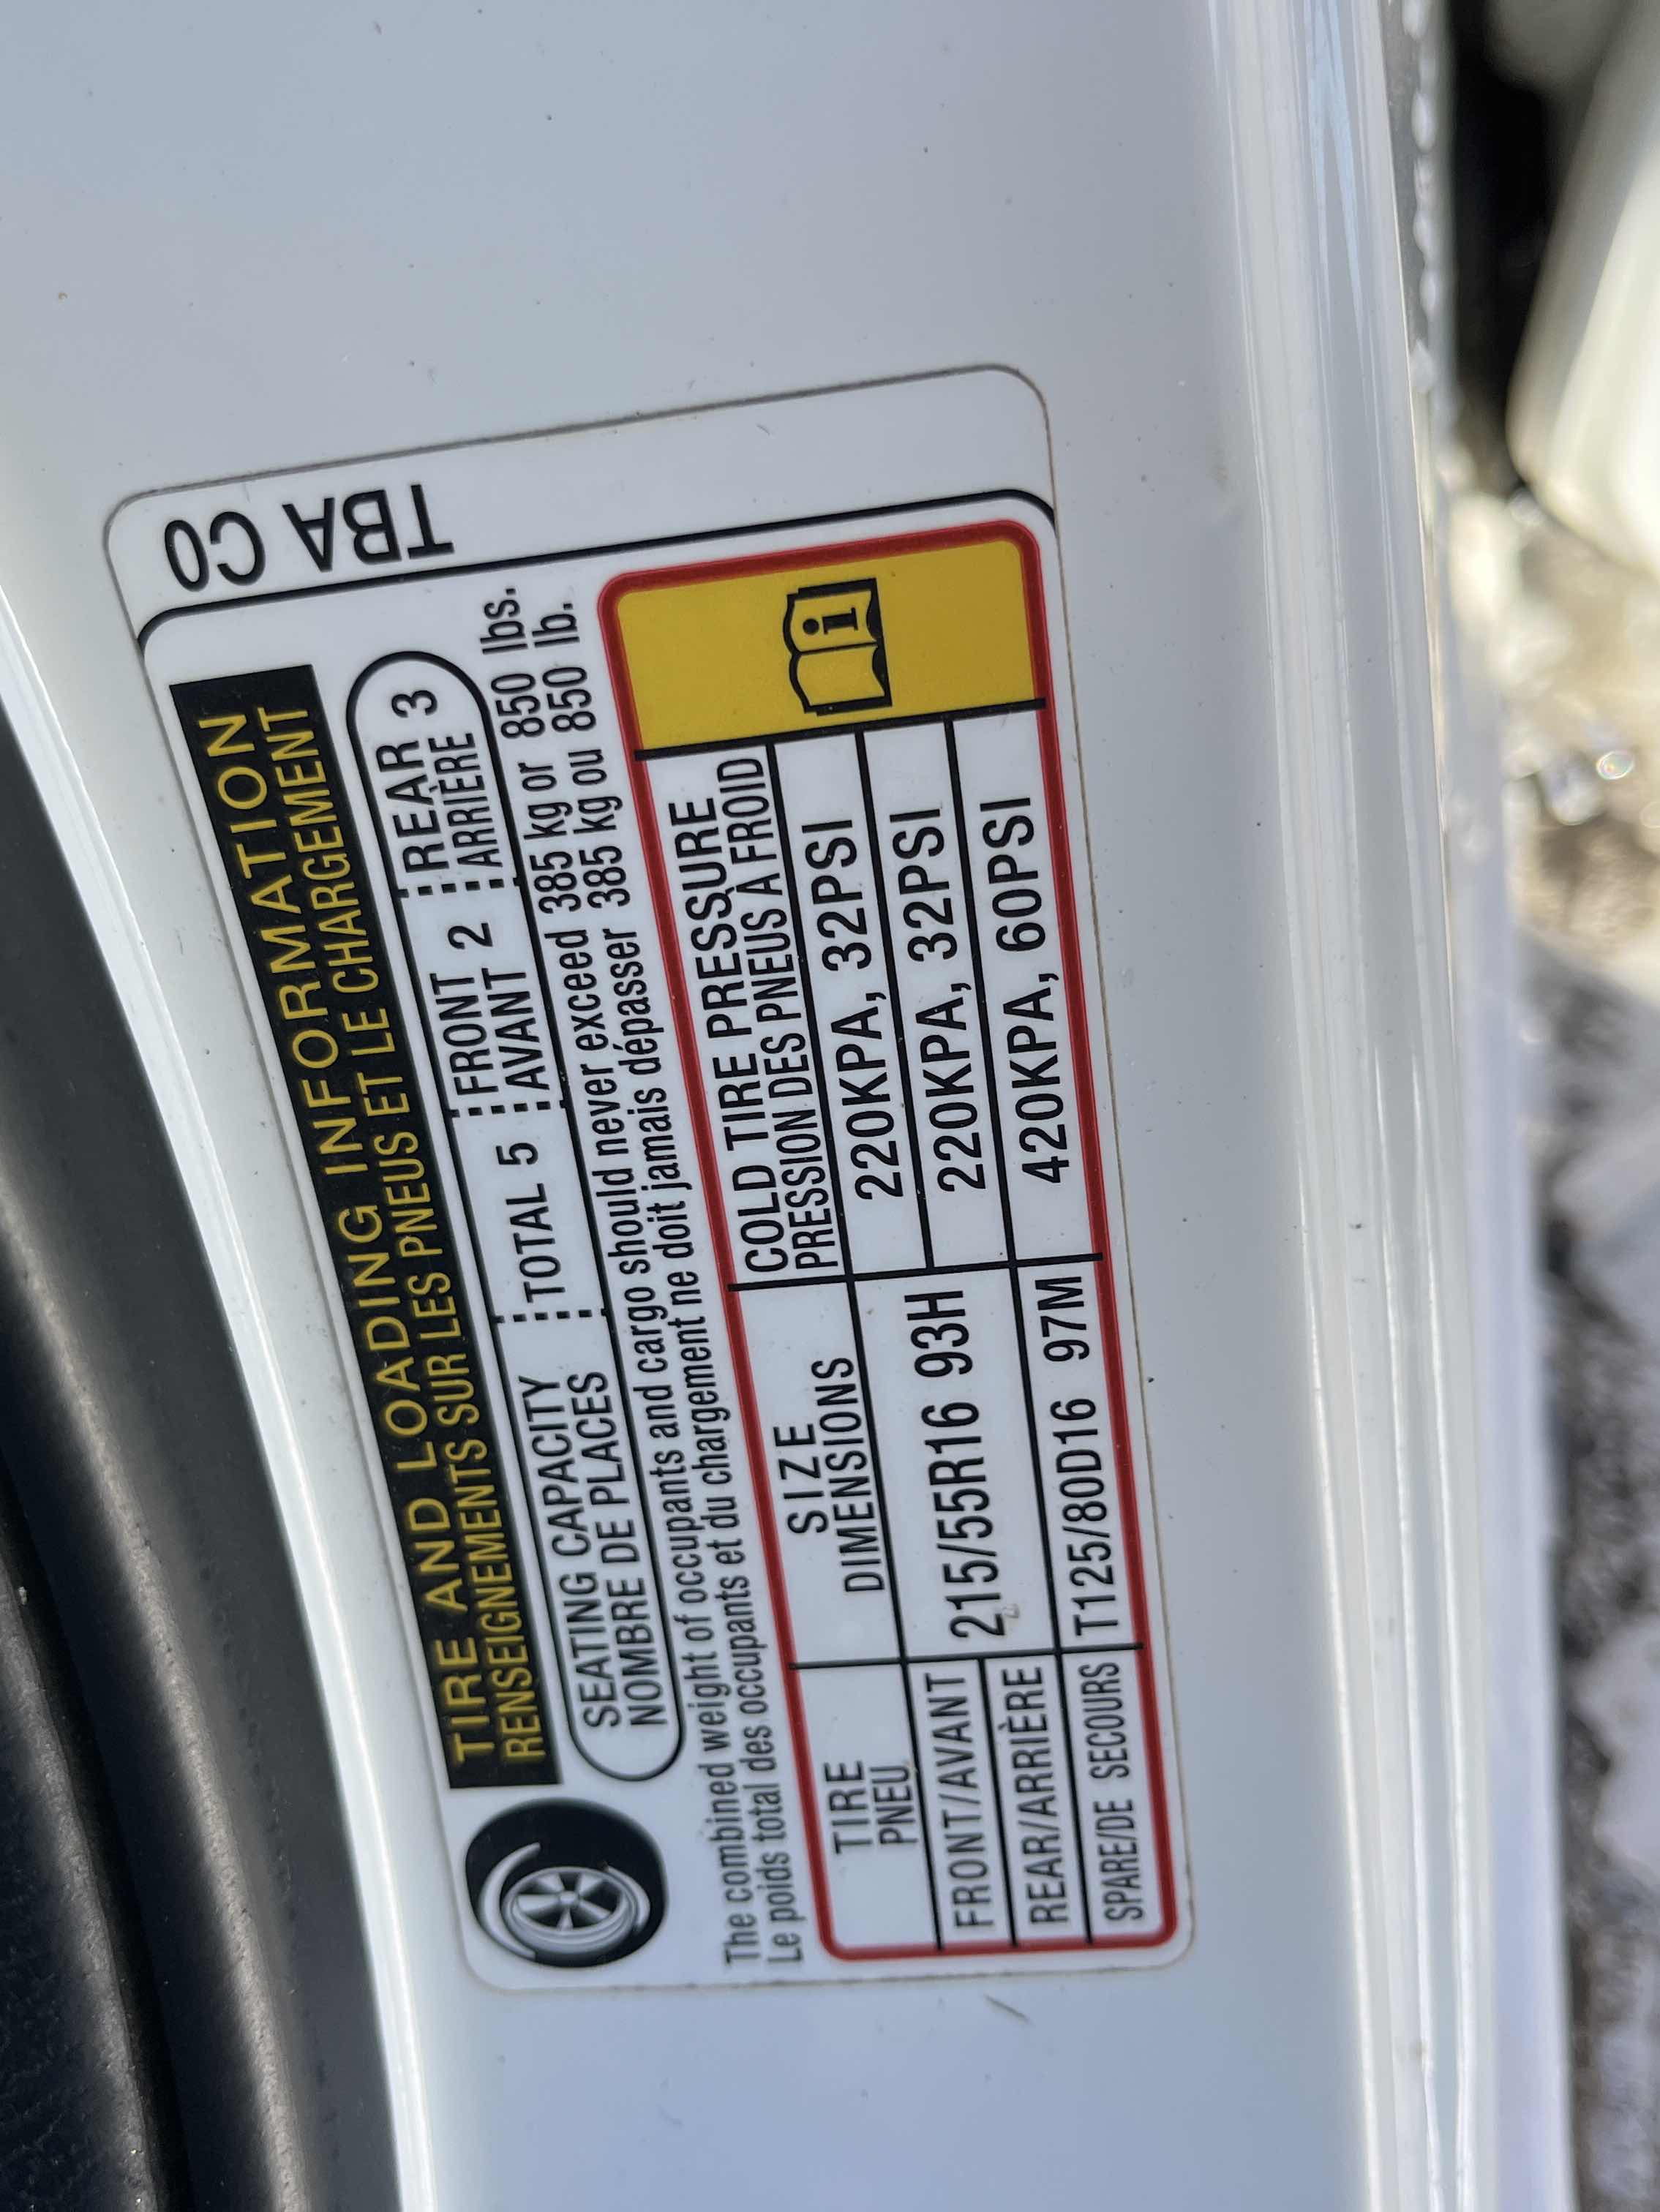 TBA C0
TIRE AND LOADING INFORMATION
RENSEIGNEMENTS SUR LES PNEUS ET LE CHARGEMENT
SEATING CAPACITY TOTAL 5 FRONT 2 REAR 3
NOMBRE DE PLACES AVANT ARRIÈRE
The combined weight of occupants and cargo should never exceed 385 kg or 850 lbs.
Le poids total des occupants et du chargement ne doit jamais dépasser 385 kg ou 850 lb.
TIRE SIZE COLD TIRE PRESSURE
PNEU DIMENSIONS PRESSION DES PNEUS A FROID
FRONT/AVANT 215/55R16 93H 220KPA, 32PSI
REAR/ARRIÈRE 220KPA, 32PSI
SPARE/DE SECOURS T125/80D16 97M 420KPA, 60PSI